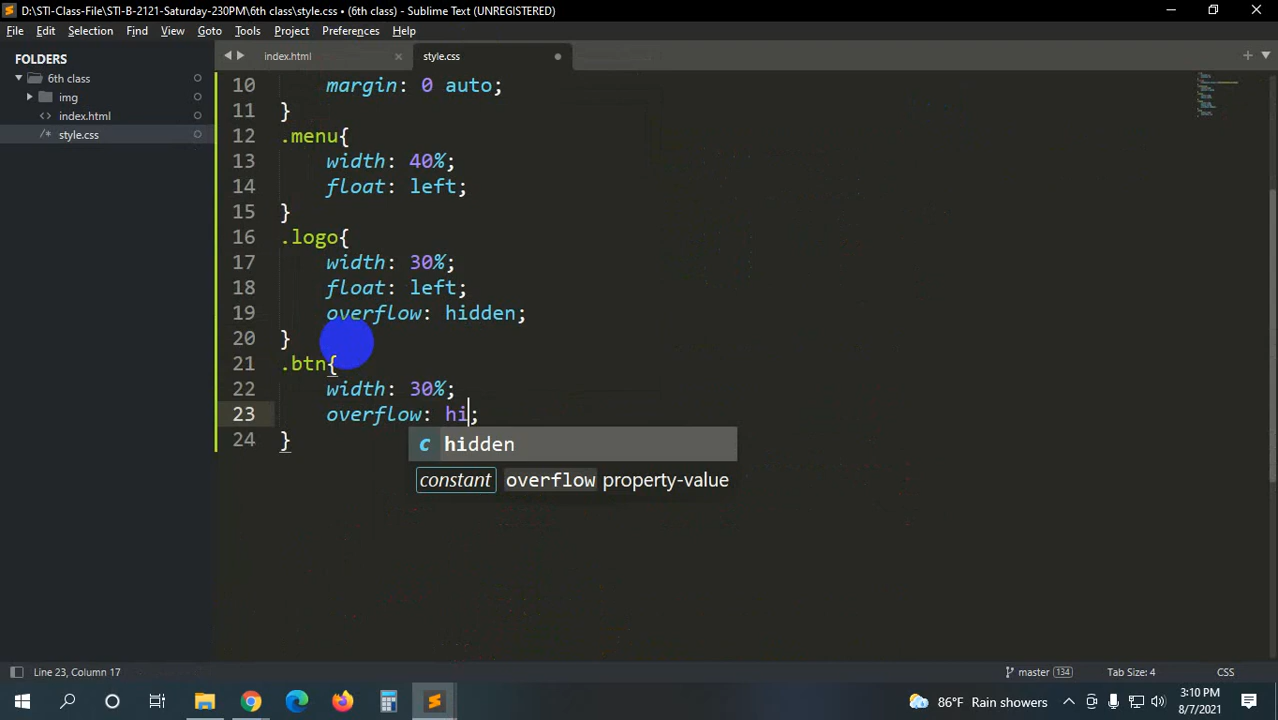 D:\STI-Class-File\STI-B-2121-Saturday-230PM\6th class\style.css • (6th class) - Sublime Text (UNREGISTERED)
File Edit Selection Find View Goto Tools Project Preferences Help
FOLDERS
6th class
img
index.html
style.css
index.html style.css
10 margin: 0 auto;
11 }
12 .menu{
13 width: 40%;
14 float: left;
15 }
16 .logo{
17 width: 30%;
18 float: left;
19 overflow: hidden;
20 }
21 .btn{
22 width: 30%;
23 overflow: hi;
24 }
c hidden
constant overflow property-value
Line 23, Column 17 master 134 Tab Size: 4 CSS
86°F Rain showers 3:10 PM
8/7/2021